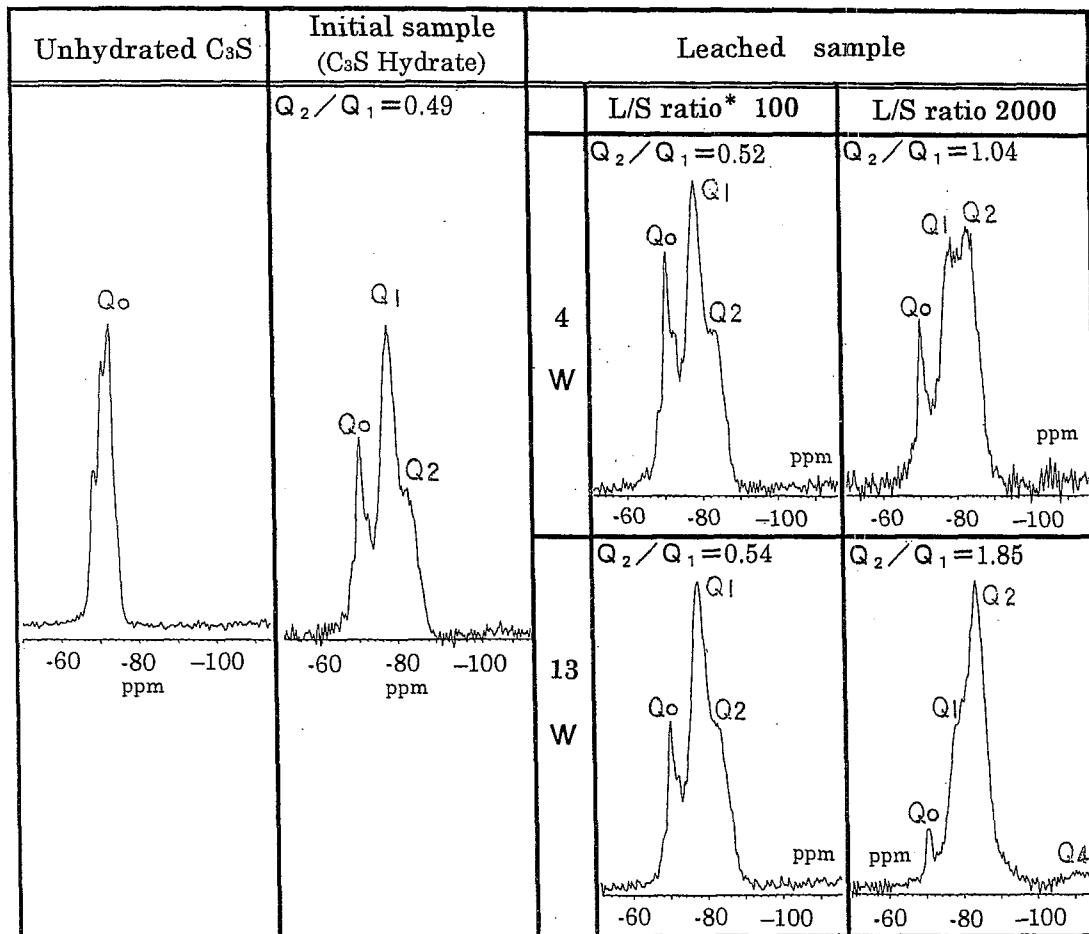 Unhydrated C₃S
Initial sample
(C₃S Hydrate)
Leached sample
Q₂/Q₁=0.49
L/S ratio* 100
L/S ratio 2000
Qo
-60 -80 -100
ppm
Qo
Q1
Q2
-60 -80 -100
ppm
4
W
Q₂/Q₁=0.52
Qo
Q1
Q2
ppm
-60 -80 -100
Q₂/Q₁=1.04
Qo
Q1
Q2
ppm
-60 -80 -100
13
W
Q₂/Q₁=0.54
Qo
Q1
Q2
ppm
-60 -80 -100
Q₂/Q₁=1.85
Qo
Q1
Q2
Q4
ppm
-60 -80 -100